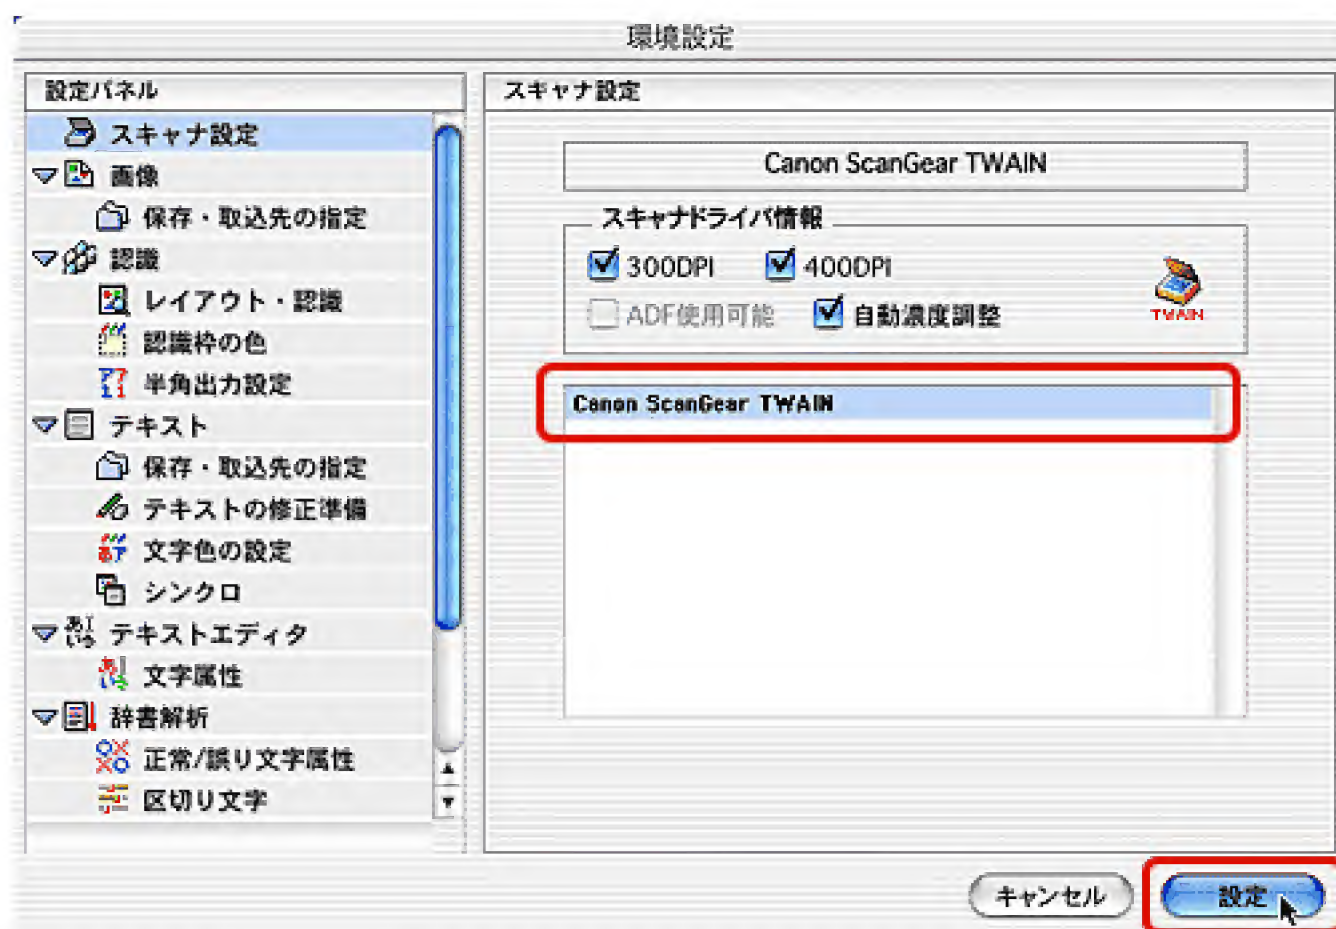 環境設定
設定パネル
スキャナ設定
画像
保存・取込先の指定
認識
レイアウト・認識
認識枠の色
半角出力設定
テキスト
保存・取込先の指定
テキストの修正準備
文字色の設定
シンクロ
テキストエディタ
文字属性
辞書解析
正常/誤り文字属性
区切り文字
スキャナ設定
Canon ScanGear TWAIN
スキャナドライバ情報
300DPI 400DPI
ADF使用可能 自動濃度調整
TWAIN
Canon ScanGear TWAIN
キャンセル 設定